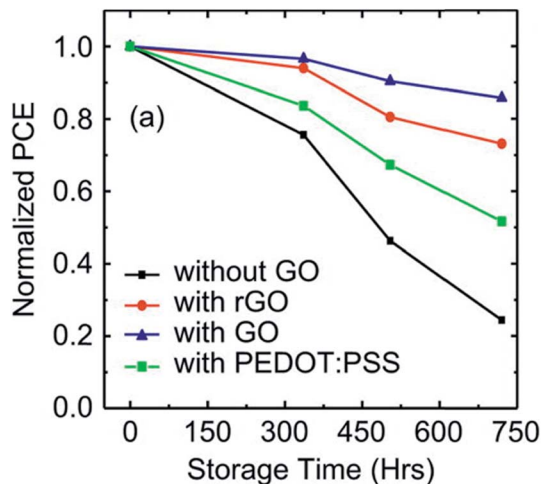 1.0
0.8
0.6
0.4
0.2
0.0
Normalized PCE
(a)
without GO
with rGO
with GO
with PEDOT:PSS
0 150 300 450 600 750
Storage Time (Hrs)